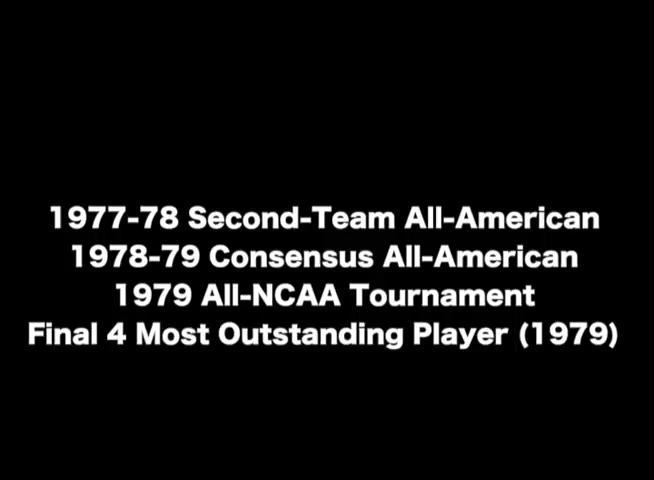 1977-78 Second-Team All-American
1978-79 Consensus All-American
1979 All-NCAA Tournament
Final 4 Most Outstanding Player (1979)